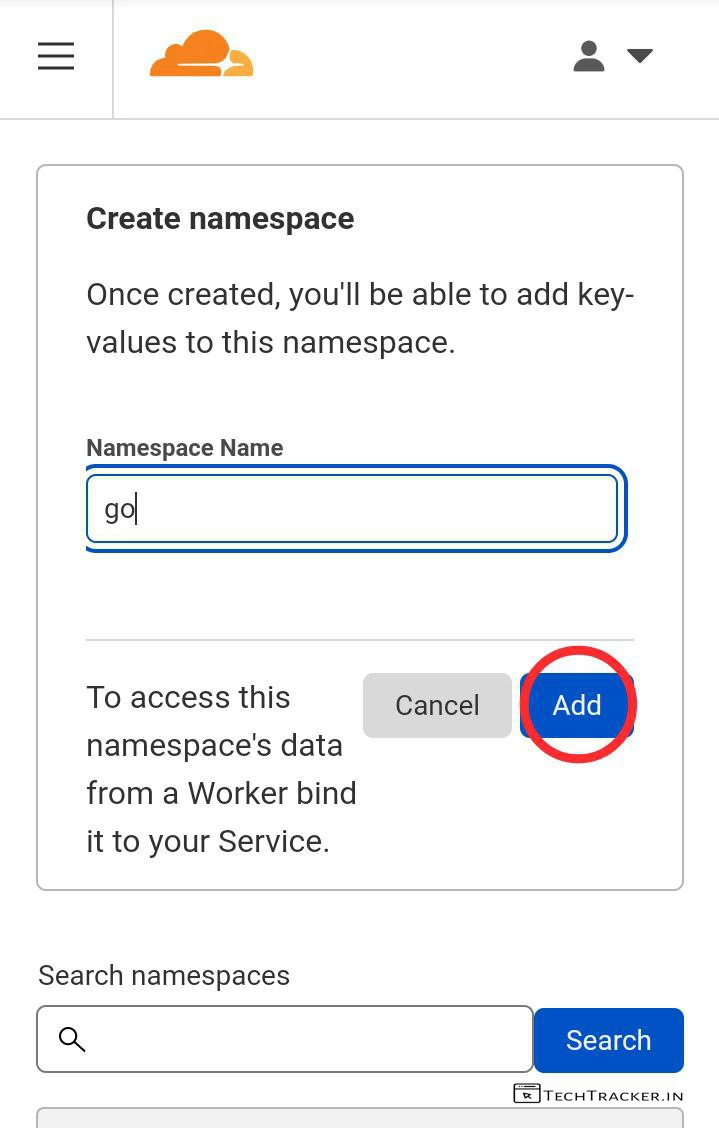 Create namespace
Once created, you'll be able to add key-
values to this namespace.
Namespace Name
go
To access this
namespace's data
from a Worker bind
it to your Service.
Cancel
Add
Search namespaces
Search
TECHTRACKER.IN